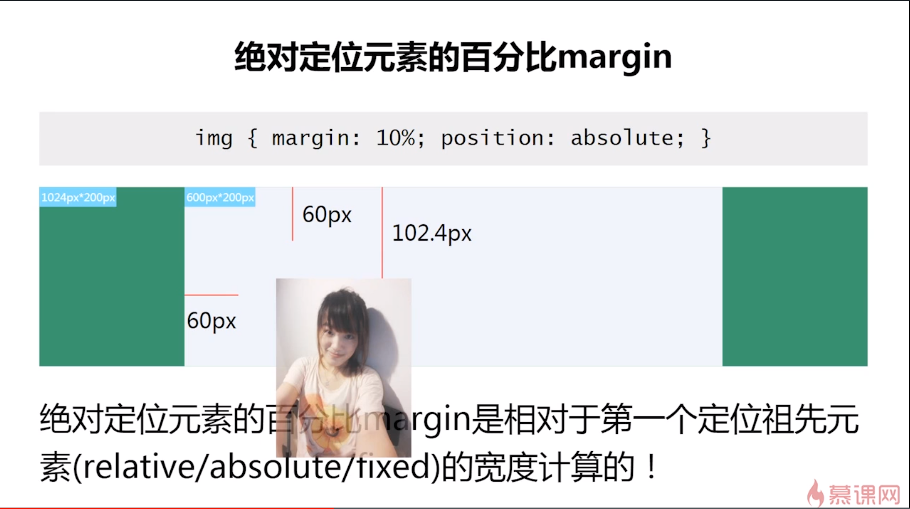 绝对定位元素的百分比margin
img { margin: 10%; position: absolute; }
1024px*200px
600px*200px
60px
102.4px
60px
绝对定位元素的百分比margin是相对于第一个定位祖先元
素(relative/absolute/fixed)的宽度计算的！
慕课网